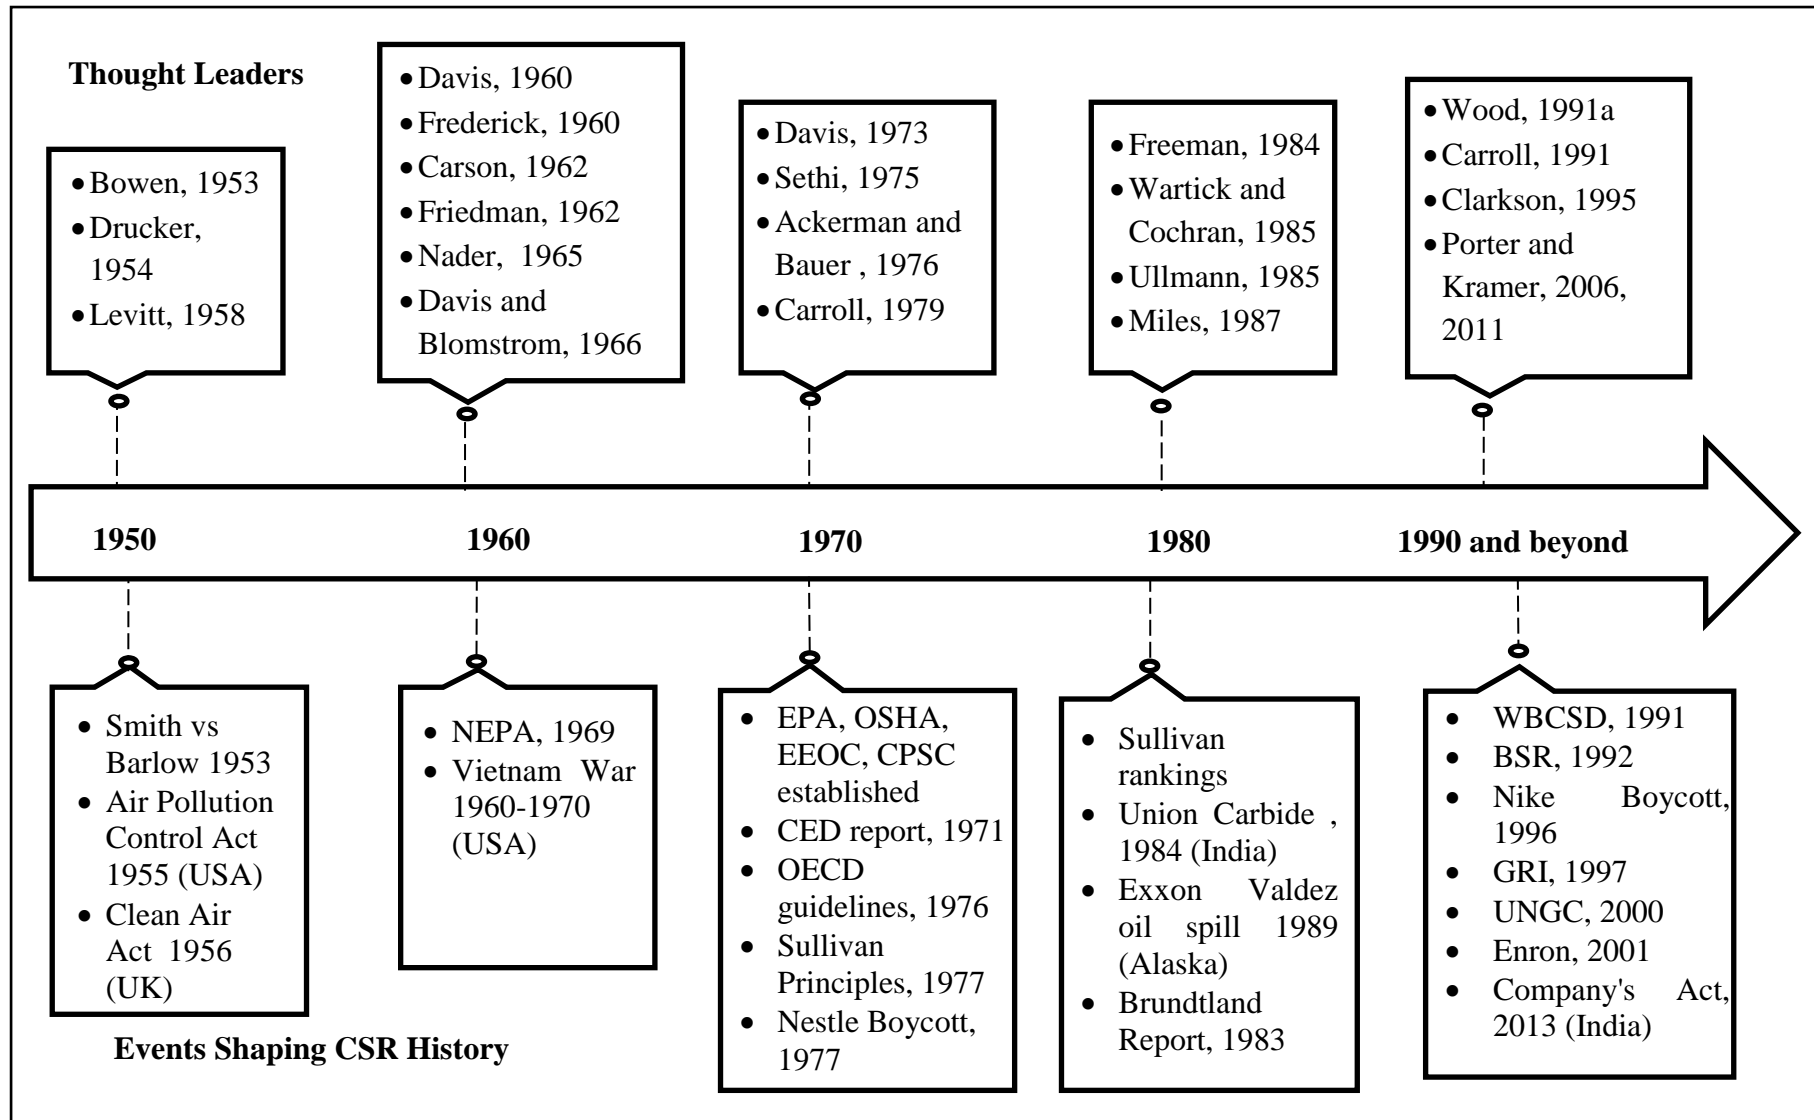 Thought Leaders
• Bowen, 1953
• Drucker,
1954
• Levitt, 1958
• Davis, 1960
• Frederick, 1960
• Carson, 1962
• Friedman, 1962
• Nader,  1965
• Davis and
Blomstrom, 1966
• Davis, 1973
• Sethi, 1975
• Ackerman and
Bauer , 1976
• Carroll, 1979
• Freeman, 1984
• Wartick and
Cochran, 1985
• Ullmann, 1985
• Miles, 1987
• Wood, 1991a
• Carroll, 1991
• Clarkson, 1995
• Porter and
Kramer, 2006,
2011
1950
1960
1970
1980
1990 and beyond
• Smith vs
Barlow 1953
• Air Pollution
Control Act
1955 (USA)
• Clean Air
Act 1956
(UK)
• NEPA, 1969
• Vietnam War
1960-1970
(USA)
• EPA, OSHA,
EEOC, CPSC
established
• CED report, 1971
• OECD
guidelines, 1976
• Sullivan
Principles, 1977
• Nestle Boycott,
1977
• Sullivan
rankings
• Union Carbide ,
1984 (India)
• Exxon Valdez
oil spill 1989
(Alaska)
• Brundtland
Report, 1983
• WBCSD, 1991
• BSR, 1992
• Nike Boycott,
1996
• GRI, 1997
• UNGC, 2000
• Enron, 2001
• Company's Act,
2013 (India)
Events Shaping CSR History